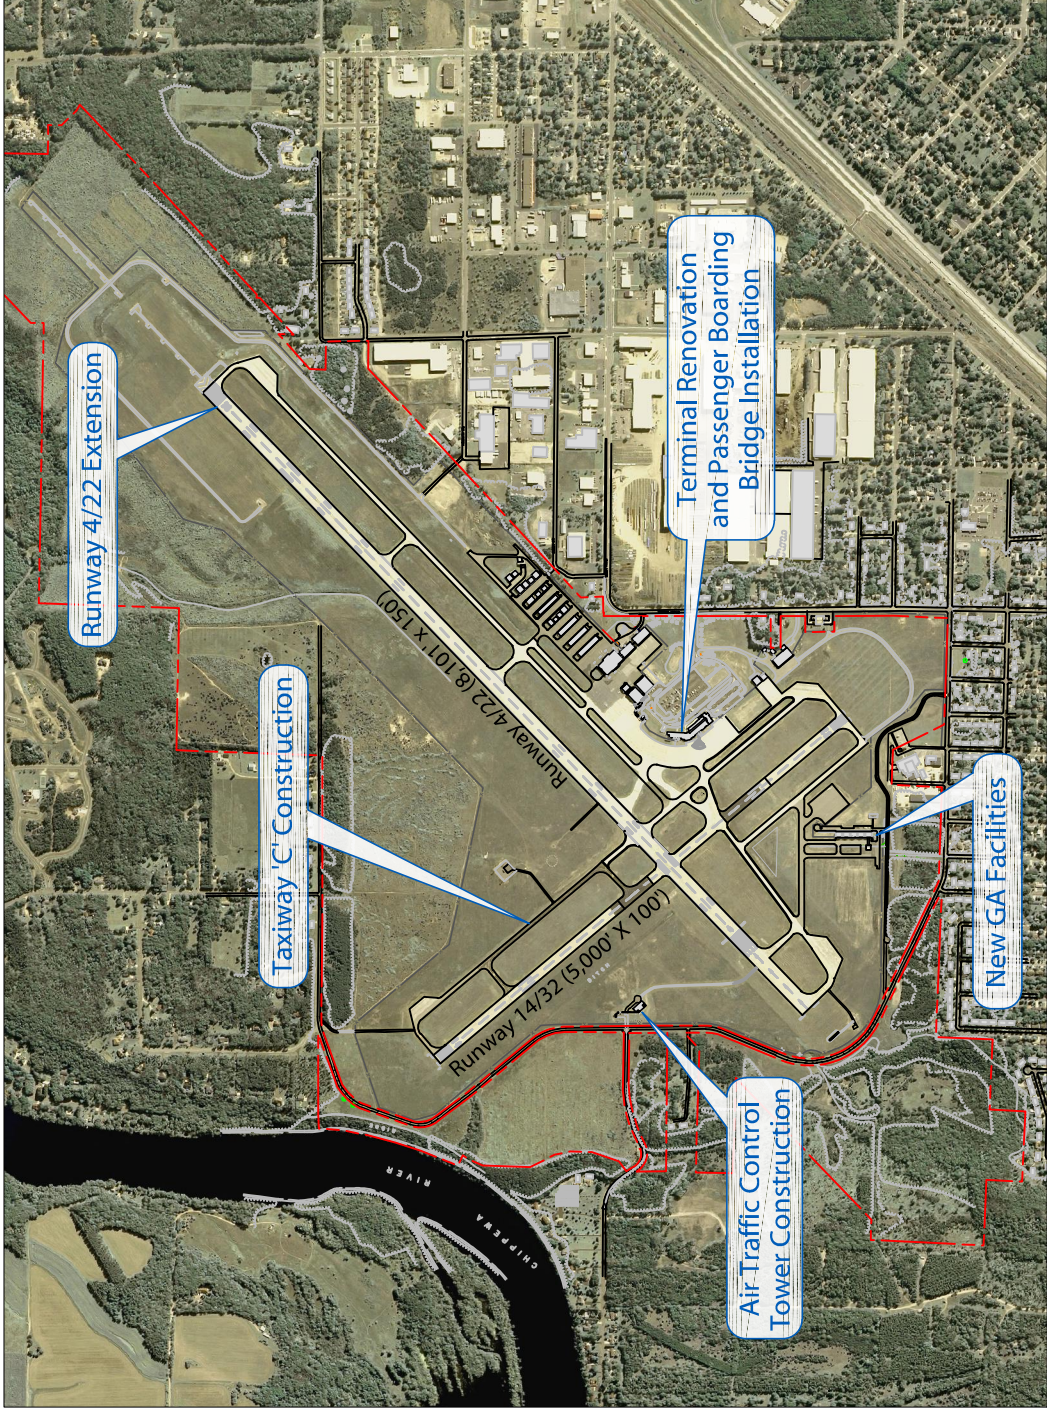 Runway 4/22 Extension
Taxiway 'C' Construction
Terminal Renovation
and Passenger Boarding
Bridge Installation
Runway 4/22 (8,101' x 150')
Runway 14/32 (5,000' X 100')
New GA Facilities
Air Traffic Control
Tower Construction
CHIPPEWA
RIVER